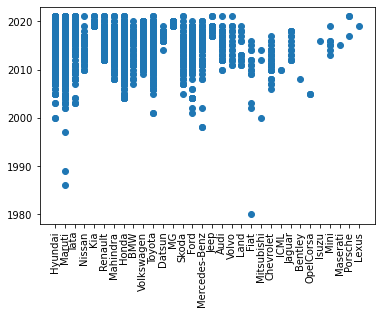 2020
2010
2000
1990
1980
Hyundai
Maruti
Tata
Nissan
Kia
Renault
Mahindra
Honda
BMW
Volkswagen
Toyota
Datsun
MG
Skoda
Ford
Mercedes-Benz
Jeep
Audi
Volvo
Land
Fiat
Mitsubishi
Chevrolet
ICML
Jaguar
Bentley
OpelCorsa
Isuzu
Mini
Maserati
Porsche
Lexus